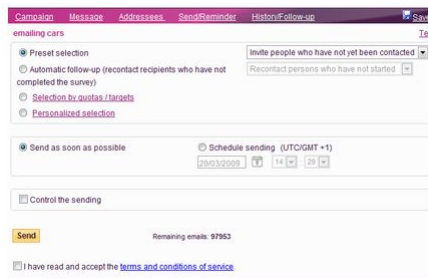 Campaign Message Addressees Send/Reminder History/Follow-up Save
emailing cars Te
Preset selection Invite people who have not yet been contacted
Automatic follow-up (recontact recipients who have not Recontact persons who have not started
completed the survey)
Selection by quotas / targets
Personalized selection
Send as soon as possible Schedule sending (UTC/GMT +1)
20/03/2009 14 29
Control the sending
Send Remaining emails: 97953
I have read and accept the terms and conditions of service.